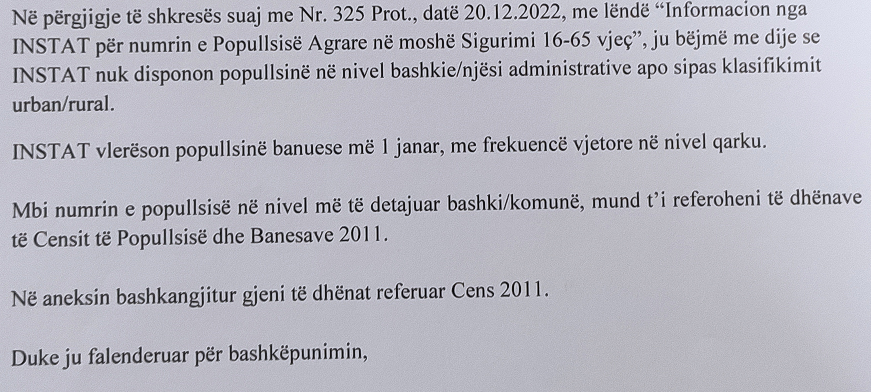 Në përgjigje të shkresës suaj me Nr. 325 Prot., datë 20.12.2022, me lëndë “Informacion nga
INSTAT për numrin e Popullsisë Agrare në moshë Sigurimi 16-65 vjeç”, ju bëjmë me dije se
INSTAT nuk disponon popullsinë në nivel bashkie/njësi administrative apo sipas klasifikimit
urban/rural.
INSTAT vlerëson popullsinë banuese më 1 janar, me frekuencë vjetore në nivel qarku.
Mbi numrin e popullsisë në nivel më të detajuar bashki/komunë, mund t’i referoheni të dhënave
të Censit të Popullsisë dhe Banesave 2011.
Në aneksin bashkangjitur gjeni të dhënat referuar Cens 2011.
Duke ju falenderuar për bashkëpunimin,